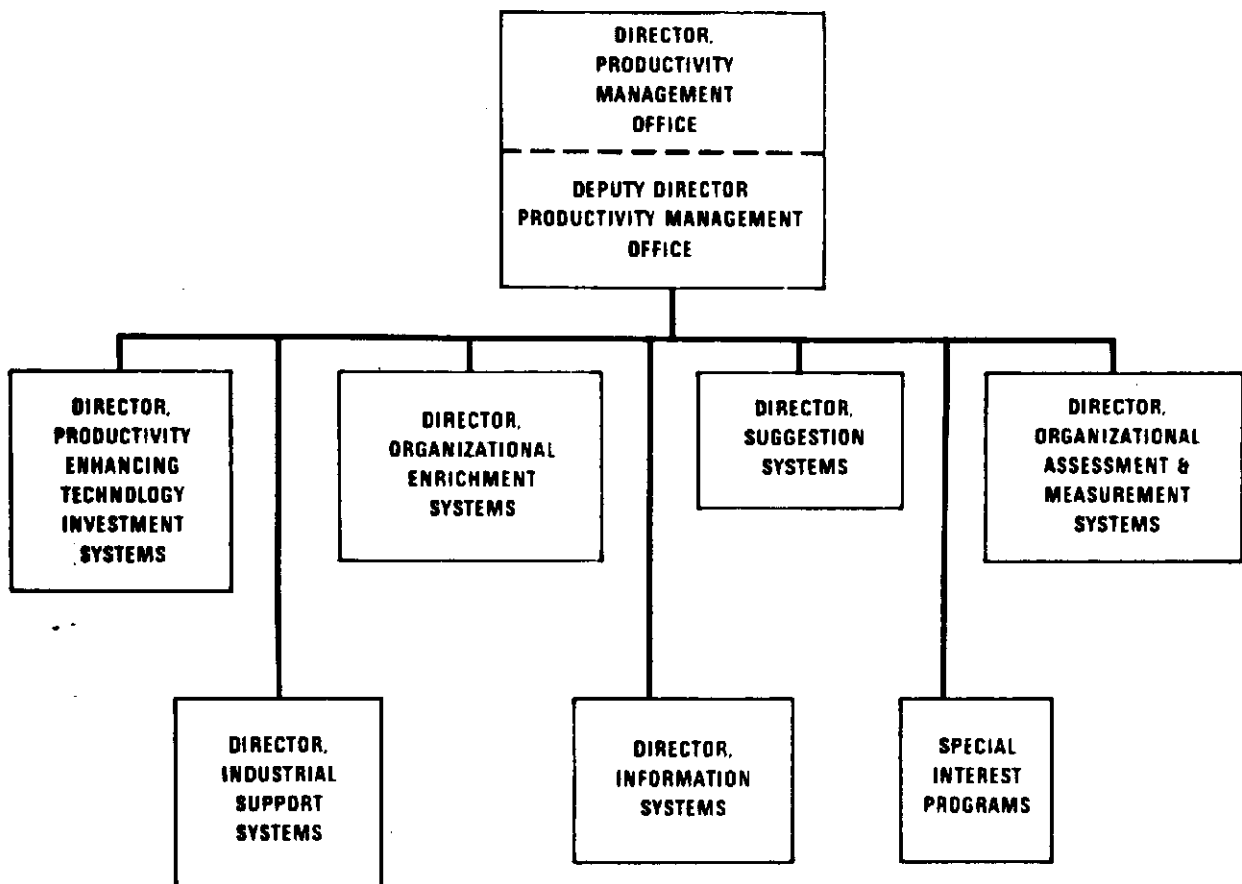 DIRECTOR,
PRODUCTIVITY
MANAGEMENT
OFFICE
DEPUTY DIRECTOR
PRODUCTIVITY MANAGEMENT
OFFICE
DIRECTOR,
PRODUCTIVITY
ENHANCING
TECHNOLOGY
INVESTMENT
SYSTEMS
DIRECTOR,
ORGANIZATIONAL
ENRICHMENT
SYSTEMS
DIRECTOR,
SUGGESTION
SYSTEMS
DIRECTOR,
ORGANIZATIONAL
ASSESSMENT &
MEASUREMENT
SYSTEMS
DIRECTOR,
INDUSTRIAL
SUPPORT
SYSTEMS
DIRECTOR,
INFORMATION
SYSTEMS
SPECIAL
INTEREST
PROGRAMS